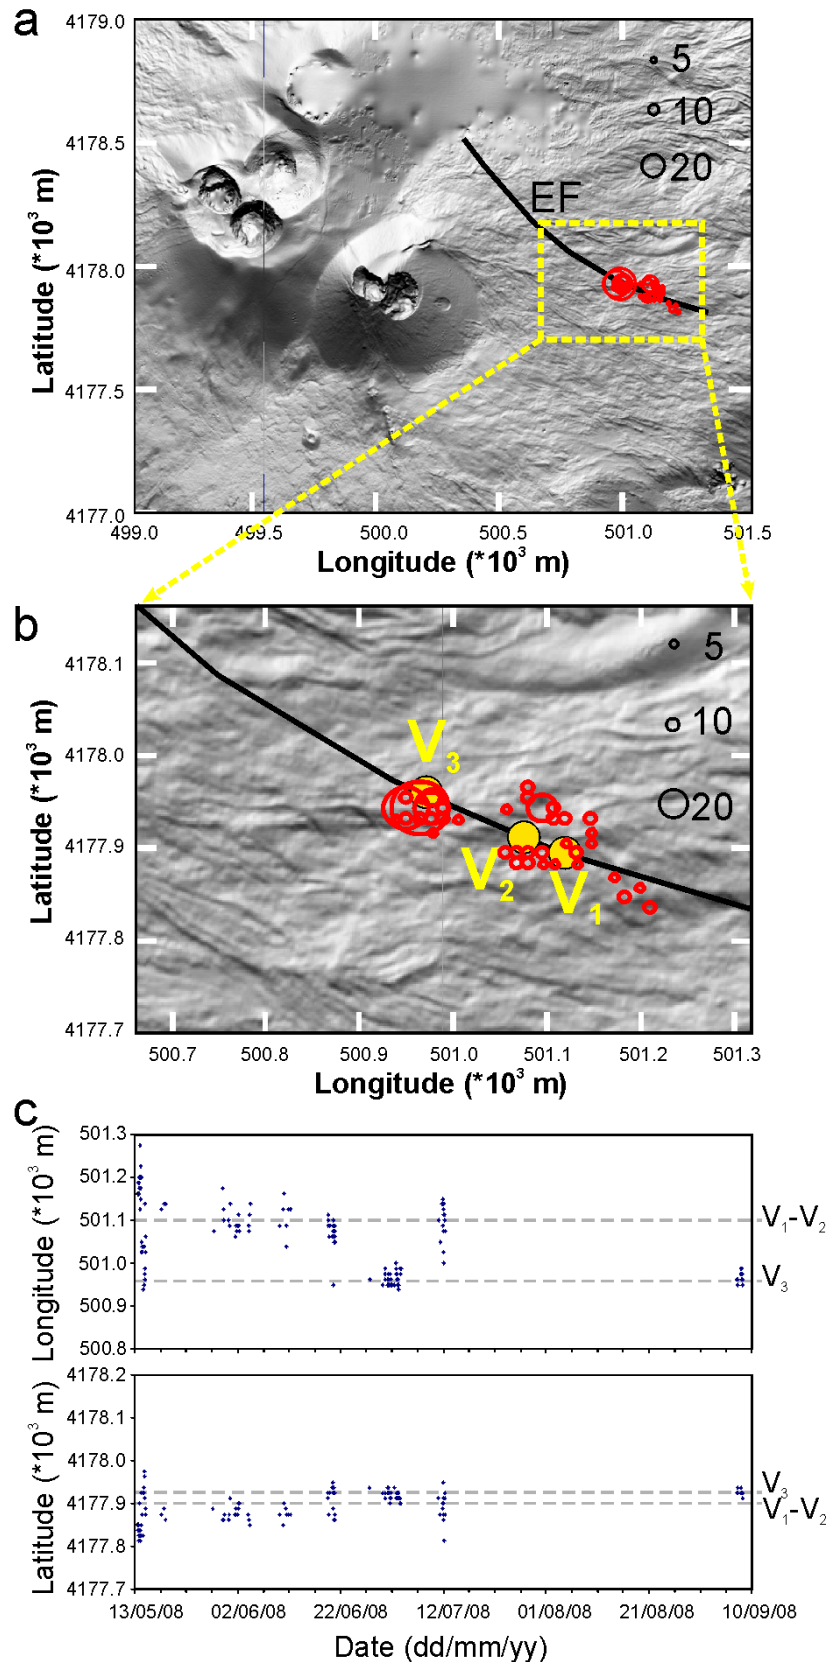 a
4179.0
4178.5
4178.0
4177.5
4177.0
Latitude (*10³ m)
5
10
20
EF
499.0 499.5 500.0 500.5 501.0 501.5
Longitude (*10³ m)
b
4178.1
4178.0
4177.9
4177.8
4177.7
Latitude (*10³ m)
5
10
20
V₃
V₂
V₁
500.7 500.8 500.9 501.0 501.1 501.2 501.3
Longitude (*10³ m)
c
501.3
501.2
501.1
501.0
500.9
500.8
Longitude (*10³ m)
V₁-V₂
V₃
4178.2
4178.1
4178.0
4177.9
4177.8
4177.7
Latitude (*10³ m)
V₃
V₁-V₂
13/05/08 02/06/08 22/06/08 12/07/08 01/08/08 21/08/08 10/09/08
Date (dd/mm/yy)